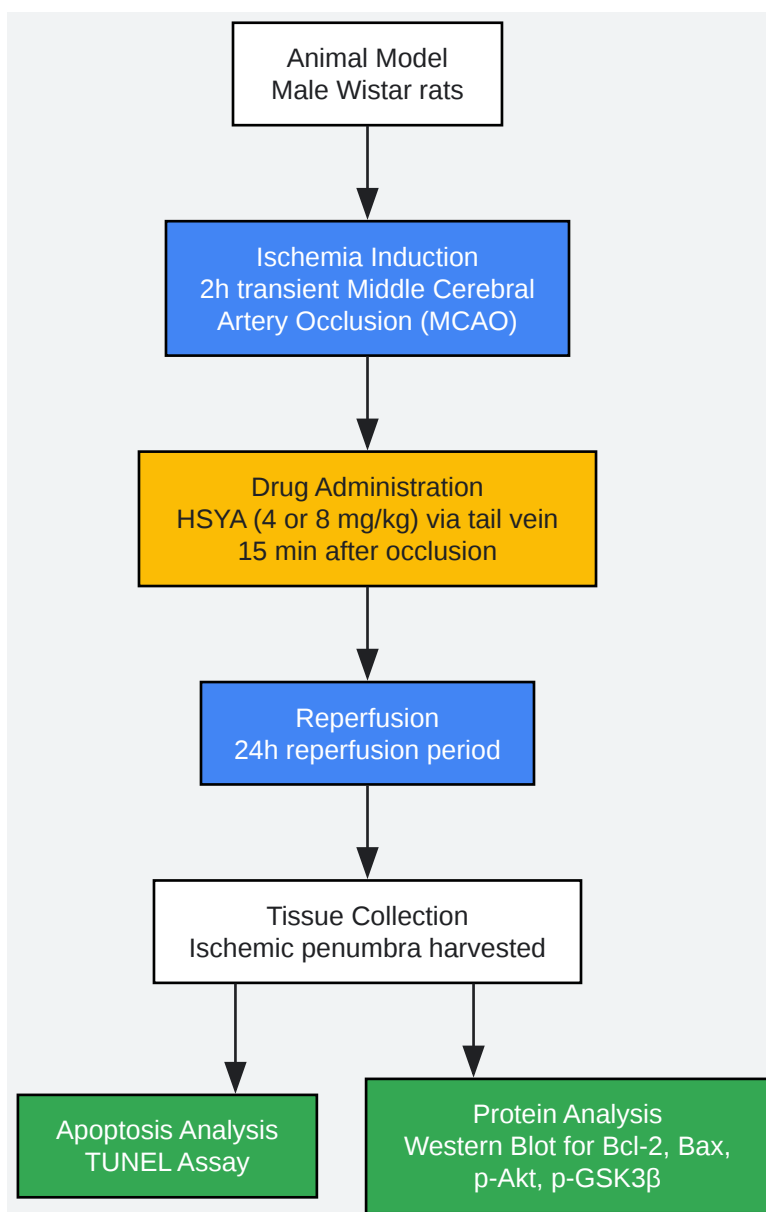 Animal Model
Male Wistar rats
Ischemia Induction
2h transient Middle Cerebral
Artery Occlusion (MCAO)
Drug Administration
HSYA (4 or 8 mg/kg) via tail vein
15 min after occlusion
Reperfusion
24h reperfusion period
Tissue Collection
Ischemic penumbra harvested
Apoptosis Analysis
TUNEL Assay
Protein Analysis
Western Blot for Bcl-2, Bax,
p-Akt, p-GSK3β